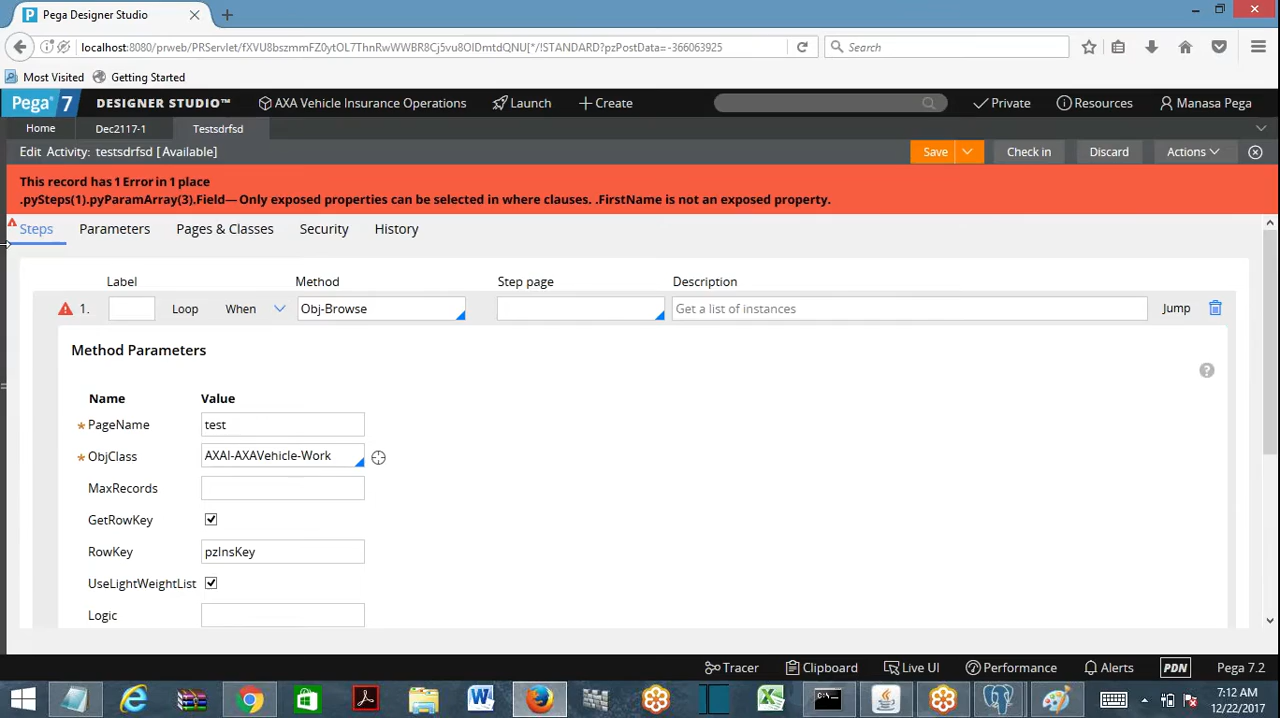 Pega Designer Studio
localhost:8080/prweb/PRServlet/fXVU8bszmmFZ0ytOL7ThnRwWWBR8Cj5vu8OIDmtdQNU[*/!STANDARD?pzPostData=-366063925
Search
Most Visited Getting Started
Pega 7 DESIGNER STUDIO™ AXA Vehicle Insurance Operations Launch Create Private Resources Manasa Pega
Home Dec2117-1 Testsdrfsd
Edit Activity: testsdrfsd [Available] Save Check in Discard Actions
This record has 1 Error in 1 place
.pySteps(1).pyParamArray(3).Field— Only exposed properties can be selected in where clauses. .FirstName is not an exposed property.
Steps Parameters Pages & Classes Security History
Label Method Step page Description
1. Loop When Obj-Browse Get a list of instances Jump
Method Parameters
Name Value
PageName test
ObjClass AXAI-AXAVehicle-Work
MaxRecords
GetRowKey
RowKey pzInsKey
UseLightWeightList
Logic
Tracer Clipboard Live UI Performance Alerts PDN Pega 7.2
7:12 AM
12/22/2017